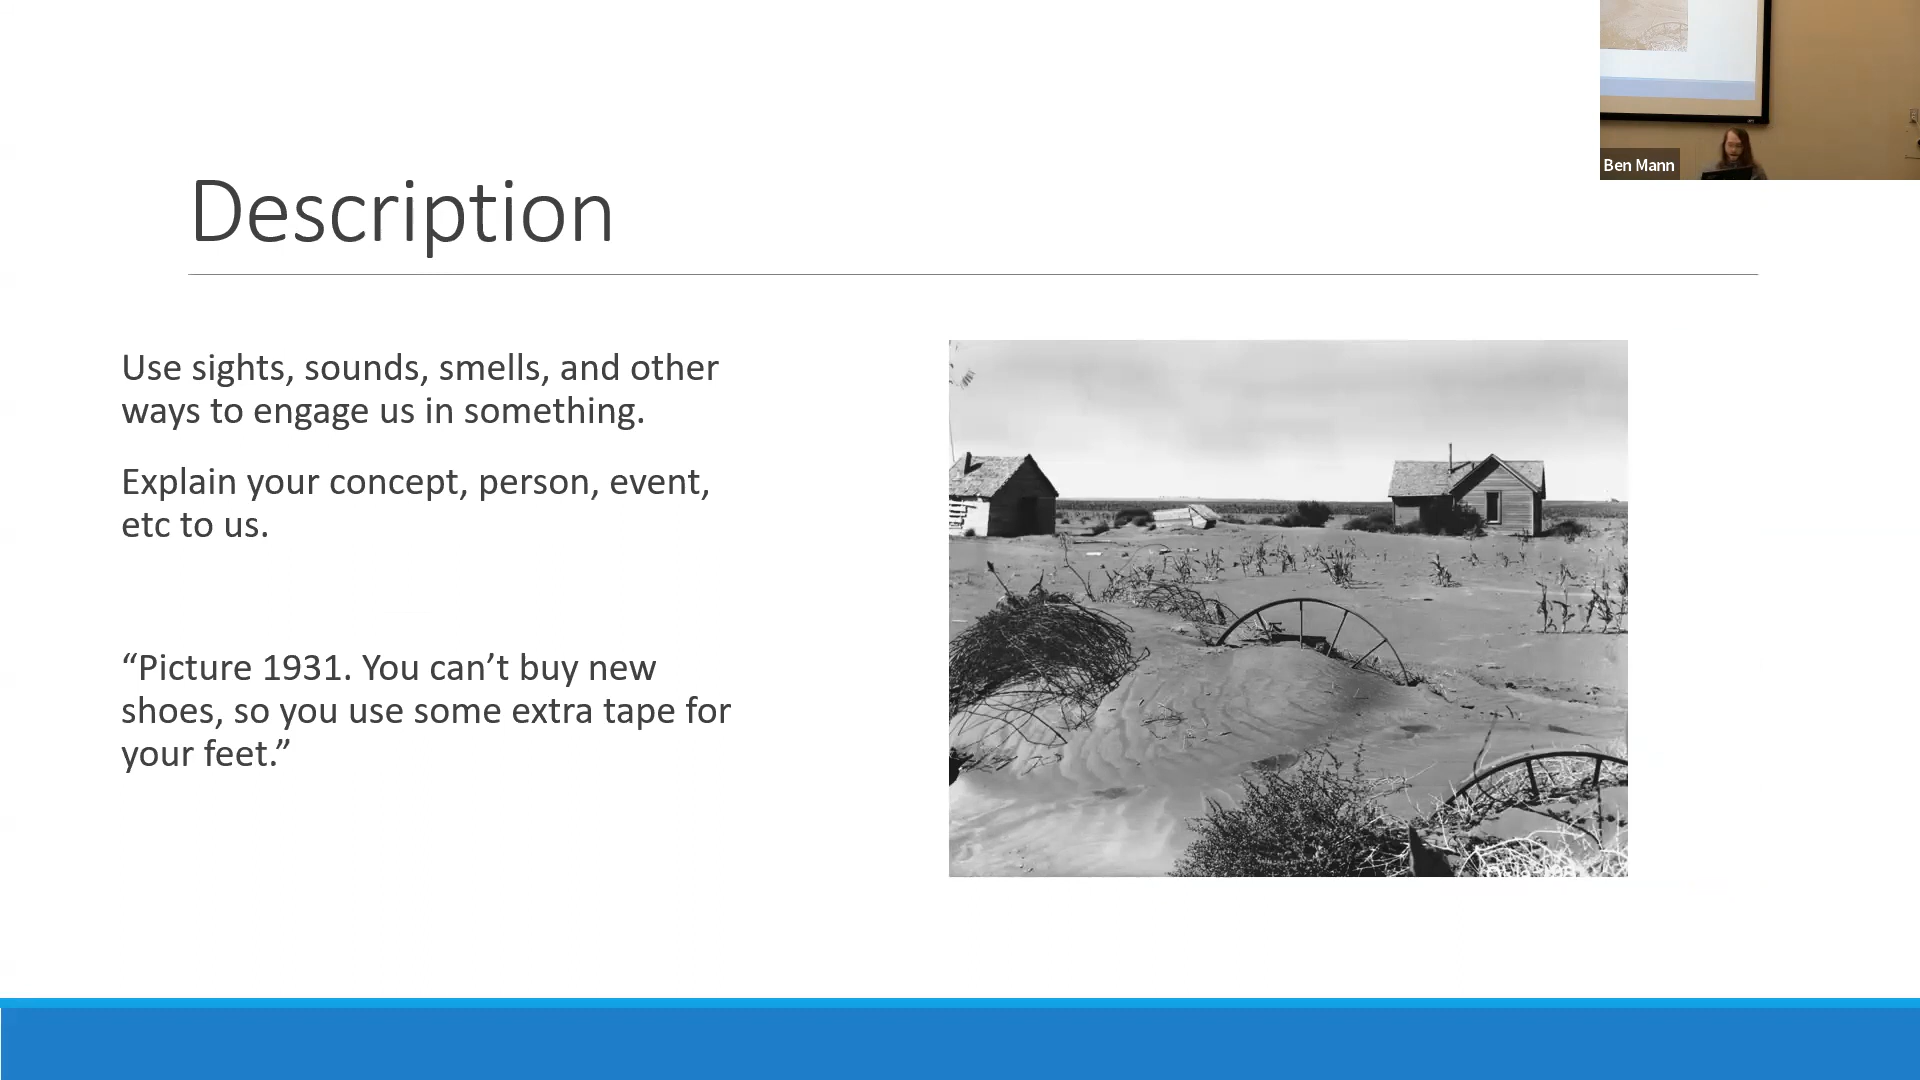 Ben Mann
Description
Use sights, sounds, smells, and other
ways to engage us in something.
Explain your concept, person, event,
etc to us.
“Picture 1931. You can’t buy new
shoes, so you use some extra tape for
your feet.”